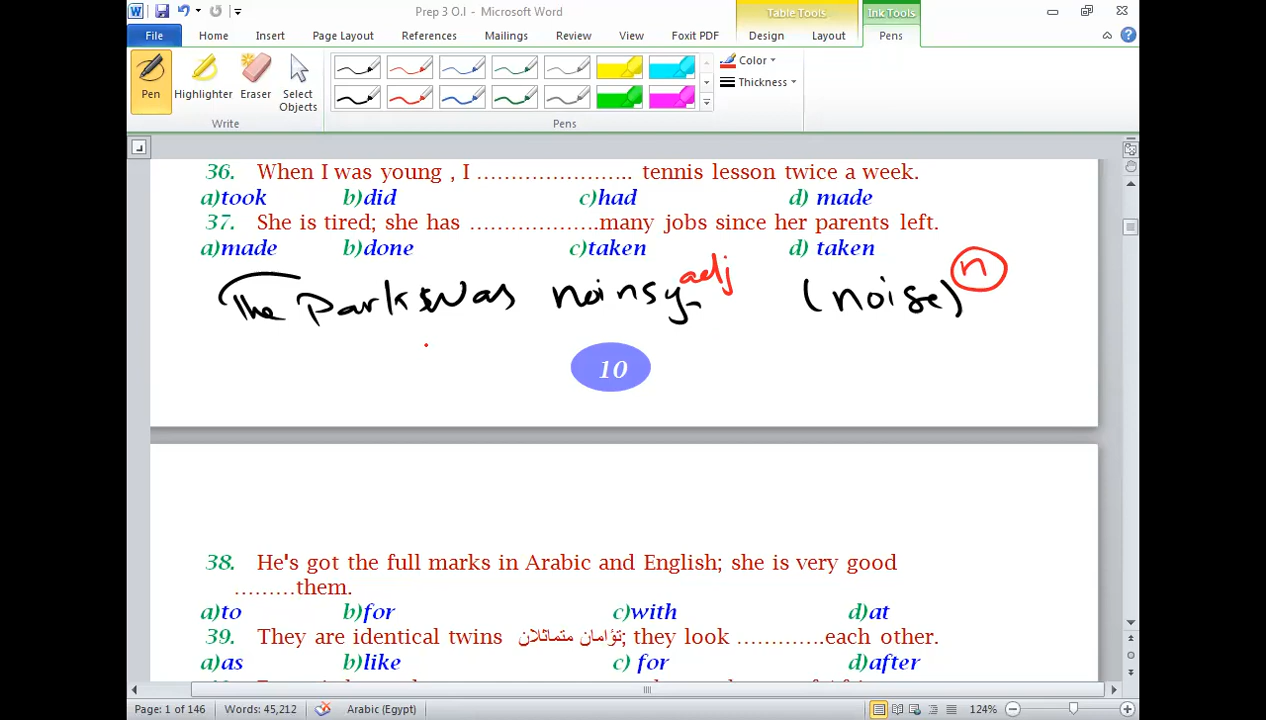 Prep 3 O.I - Microsoft Word
Table Tools
Ink Tools
File Home Insert Page Layout References Mailings Review View Foxit PDF Design Layout Pens
Pen Highlighter Eraser Select Objects
Color
Thickness
Write
Pens
36. When I was young , I ………………….. tennis lesson twice a week.
a)took b)did c)had d) made
37. She is tired; she has ……………….many jobs since her parents left.
a)made b)done c)taken d) taken
adj n
The Park was noinsy (noise)
10
38. He's got the full marks in Arabic and English; she is very good
………them.
a)to b)for c)with d)at
39. They are identical twins تؤامان متماثلان; they look ………….each other.
a)as b)like c) for d)after
Page: 1 of 146 Words: 45,212 Arabic (Egypt) 124%